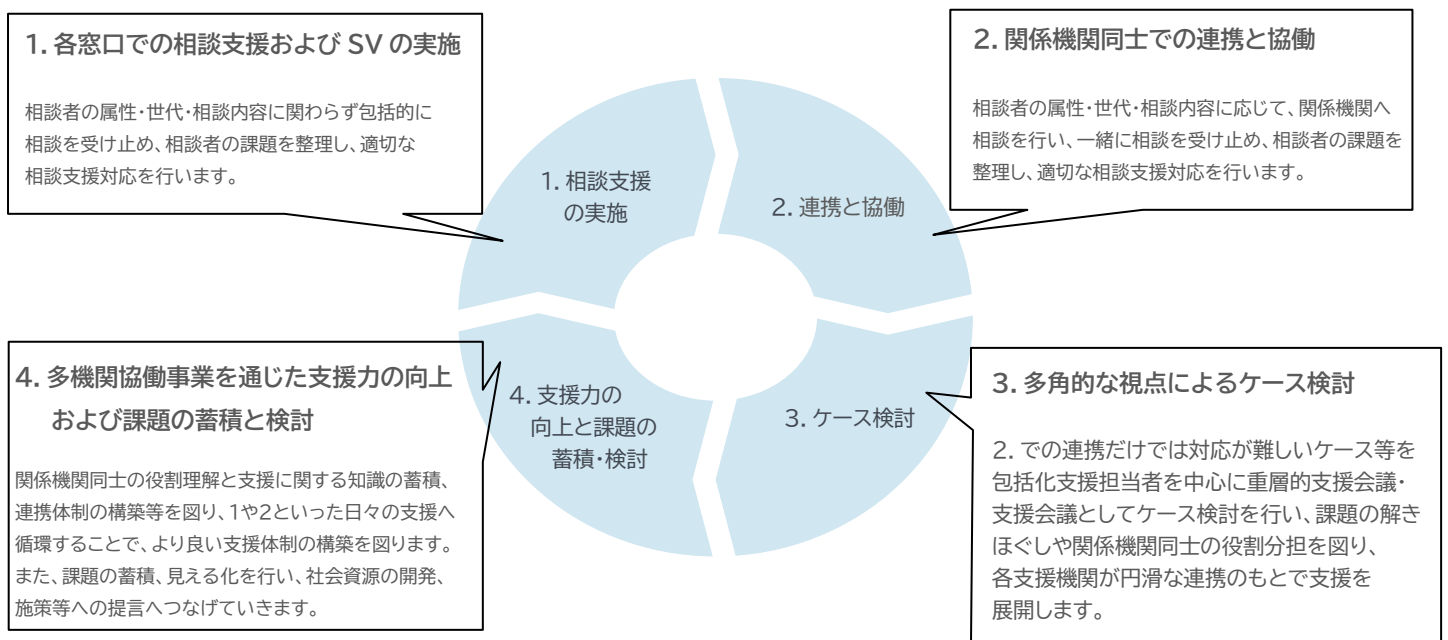 1. 各窓口での相談支援および SV の実施
相談者の属性・世代・相談内容に関わらず包括的に
相談を受け止め、相談者の課題を整理し、適切な
相談支援対応を行います。
2. 関係機関同士での連携と協働
相談者の属性・世代・相談内容に応じて、関係機関へ
相談を行い、一緒に相談を受け止め、相談者の課題を
整理し、適切な相談支援対応を行います。
1. 相談支援
の実施
2. 連携と協働
3. ケース検討
4. 支援力の
向上と課題の
蓄積・検討
3. 多角的な視点によるケース検討
2. での連携だけでは対応が難しいケース等を
包括化支援担当者を中心に重層的支援会議・
支援会議としてケース検討を行い、課題の解き
ほぐしや関係機関同士の役割分担を図り、
各支援機関が円滑な連携のもとで支援を
展開します。
4. 多機関協働事業を通じた支援力の向上
および課題の蓄積と検討
関係機関同士の役割理解と支援に関する知識の蓄積、
連携体制の構築等を図り、1や2といった日々の支援へ
循環することで、より良い支援体制の構築を図ります。
また、課題の蓄積、見える化を行い、社会資源の開発、
施策等への提言へつなげていきます。